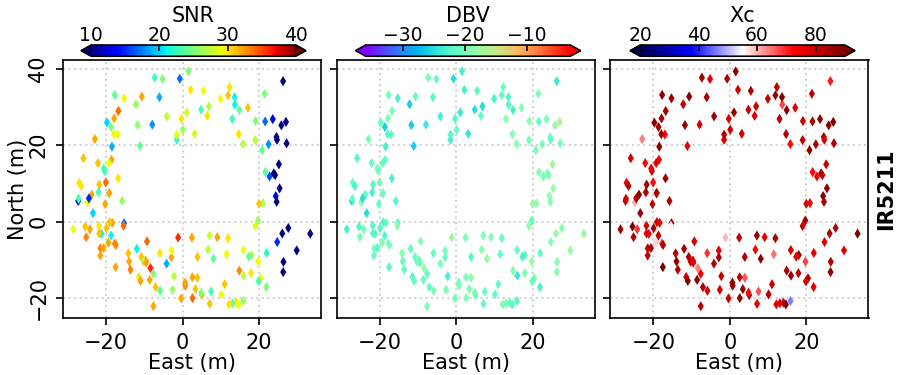 SNR DBV Xc
10 20 30 40 −30 −20 −10 20 40 60 80
40
20
0
−20
North (m)
−20 0 20 −20 0 20 −20 0 20
East (m) East (m) East (m)
IR5211